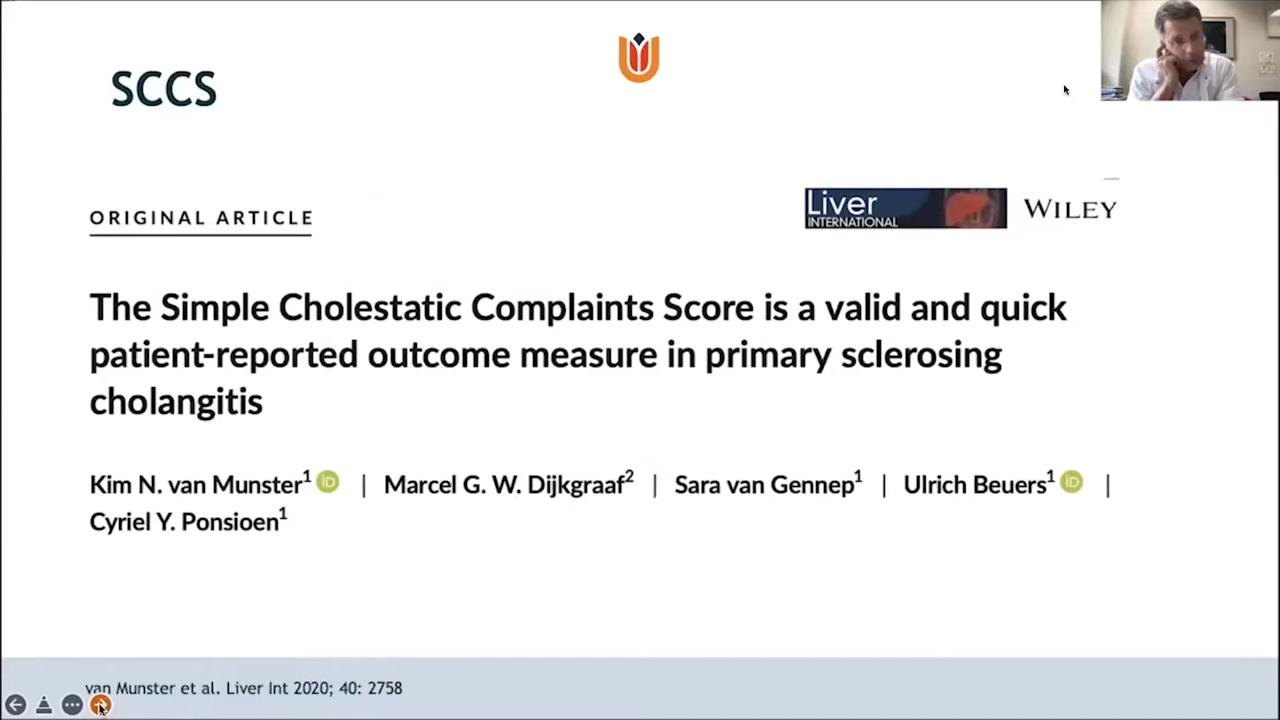 SCCS
ORIGINAL ARTICLE
Liver
INTERNATIONAL
WILEY
The Simple Cholestatic Complaints Score is a valid and quick
patient-reported outcome measure in primary sclerosing
cholangitis
Kim N. van Munster1 iD | Marcel G. W. Dijkgraaf2 | Sara van Gennep1 | Ulrich Beuers1 iD |
Cyriel Y. Ponsioen1
van Munster et al. Liver Int 2020; 40: 2758